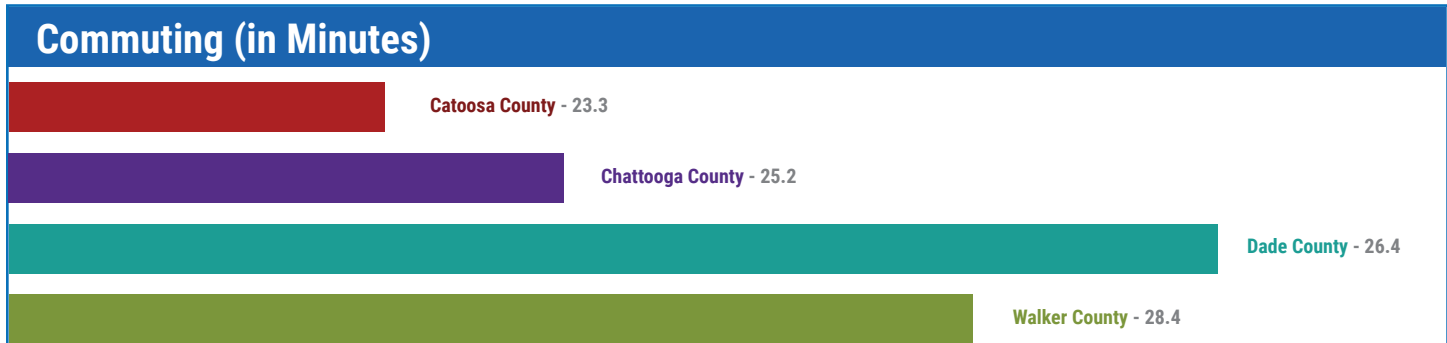 Commuting (in Minutes)
Catoosa County - 23.3
Chattooga County - 25.2
Dade County - 26.4
Walker County - 28.4